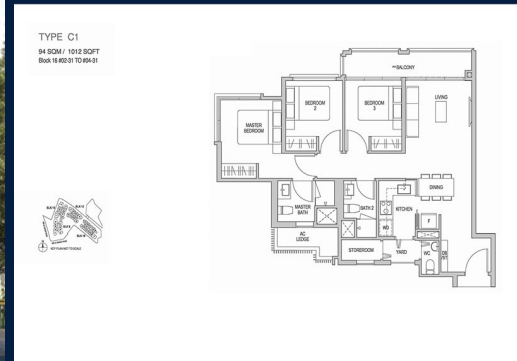 TYPE C1
94 SQM / 1012 SQFT
Block 16 #02-31 TO #04-31
BALCONY
LIVING
BEDROOM
2
BEDROOM
3
MASTER
BEDROOM
DINING
MASTER
BATH
BATH 2
KITCHEN
F
WD
AC
LEDGE
STOREROOM
YARD
WC